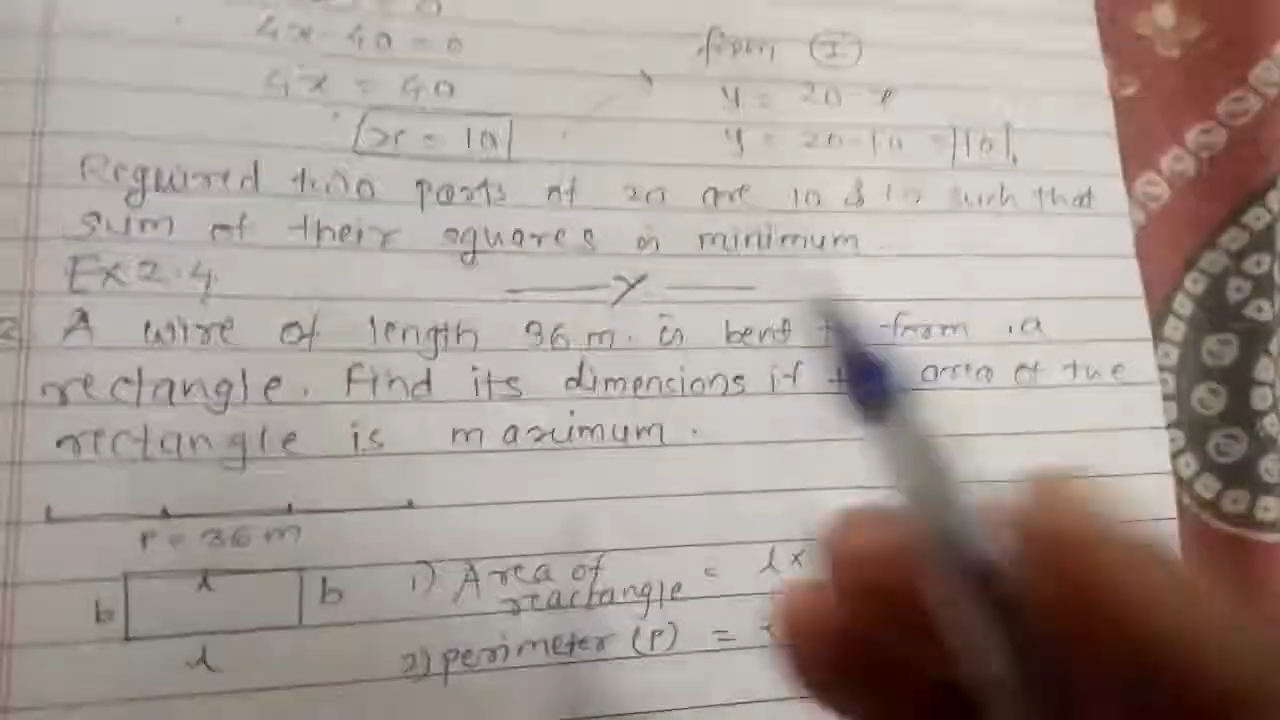 4x-40 = 0
4x = 40
x = 10
from (I)
y = 20-x
y = 20-10 = 10
Required two parts of 20 are 10 & 10 such that
sum of their squares is minimum
Ex 2.4
A wire of length 36 m. is bent to from a
rectangle. Find its dimensions if the area of the
rectangle is maximum.
P = 36 m
l
b
b
l
1) Area of
reactangle = l x
2) perimeter (P) =